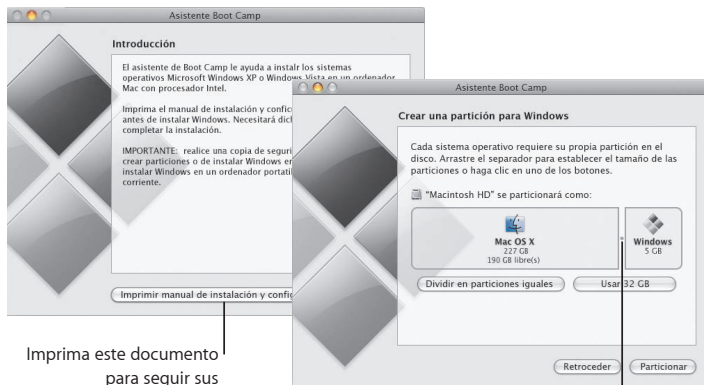 Asistente Boot Camp
Introducción
El asistente de Boot Camp le ayuda a instalr los sistemas
operativos Microsoft Windows XP o Windows Vista en un ordenador
Mac con procesador Intel.
Imprima el manual de instalación y
antes de instalar Windows. Necesitará
completar la instalación.
IMPORTANTE: realice una copia de
crear particiones o de instalar Windows
instalar Windows en un ordenador
corriente.
Imprimir manual de instalación y
Imprima este documento
para seguir sus
Asistente Boot Camp
Crear una partición para Windows
Cada sistema operativo requiere su propia partición en el
disco. Arrastre el separador para establecer el tamaño de las
particiones o haga clic en uno de los botones.
"Macintosh HD" se particionará como:
Mac OS X
227 GB
190 GB libre(s)
Windows
5 GB
Dividir en particiones iguales
Usar 32 GB
Retroceder
Particionar